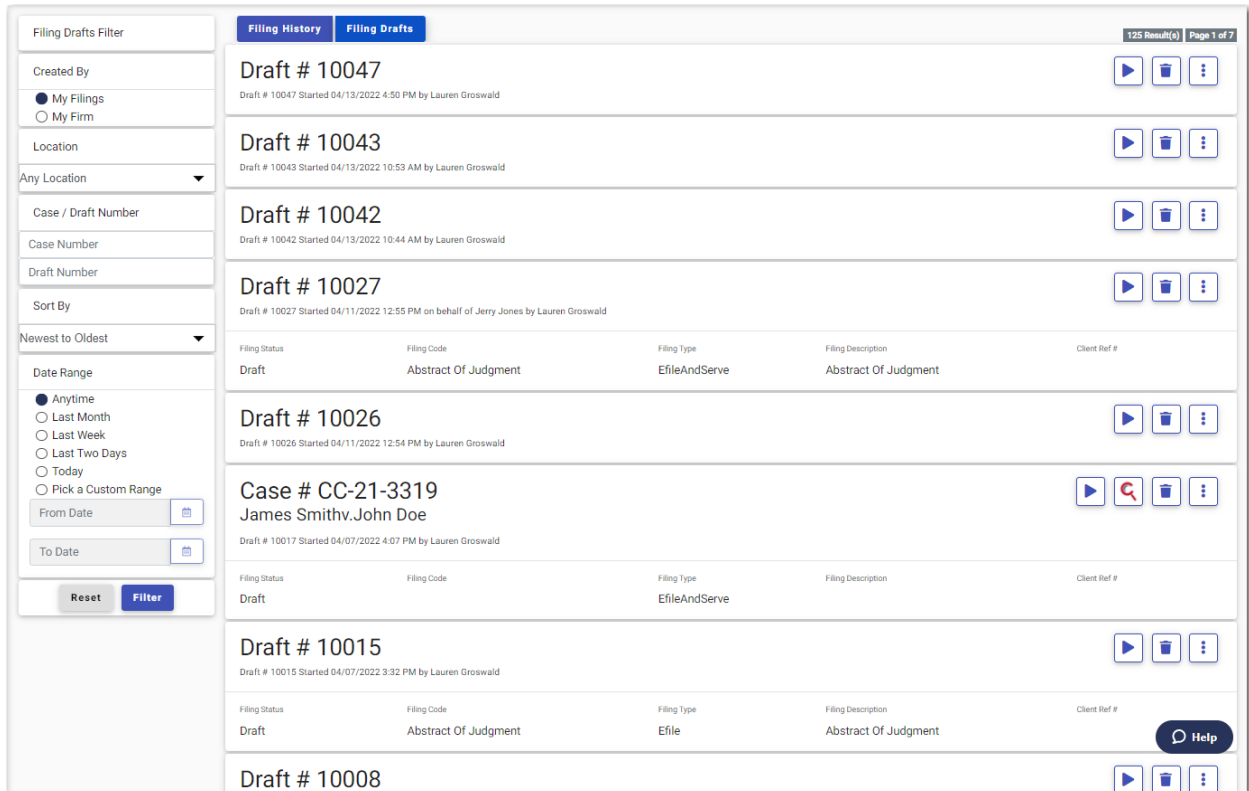 Filing Drafts Filter
Created By
My Filings
My Firm
Location
Any Location
Case / Draft Number
Case Number
Draft Number
Sort By
Newest to Oldest
Date Range
Anytime
Last Month
Last Week
Last Two Days
Today
Pick a Custom Range
From Date
To Date
Reset Filter
Filing History Filing Drafts
125 Result(s) Page 1 of 7
Draft # 10047
Draft # 10047 Started 04/13/2022 4:50 PM by Lauren Groswald
Draft # 10043
Draft # 10043 Started 04/13/2022 10:53 AM by Lauren Groswald
Draft # 10042
Draft # 10042 Started 04/13/2022 10:44 AM by Lauren Groswald
Draft # 10027
Draft # 10027 Started 04/11/2022 12:55 PM on behalf of Jerry Jones by Lauren Groswald
Filing Status Filing Code Filing Type Filing Description Client Ref #
Draft Abstract Of Judgment EfileAndServe Abstract Of Judgment
Draft # 10026
Draft # 10026 Started 04/11/2022 12:54 PM by Lauren Groswald
Case # CC-21-3319
James Smithv.John Doe
Draft # 10017 Started 04/07/2022 4:07 PM by Lauren Groswald
Filing Status Filing Code Filing Type Filing Description Client Ref #
Draft EfileAndServe
Draft # 10015
Draft # 10015 Started 04/07/2022 3:32 PM by Lauren Groswald
Filing Status Filing Code Filing Type Filing Description Client Ref #
Draft Abstract Of Judgment Efile Abstract Of Judgment
Help
Draft # 10008